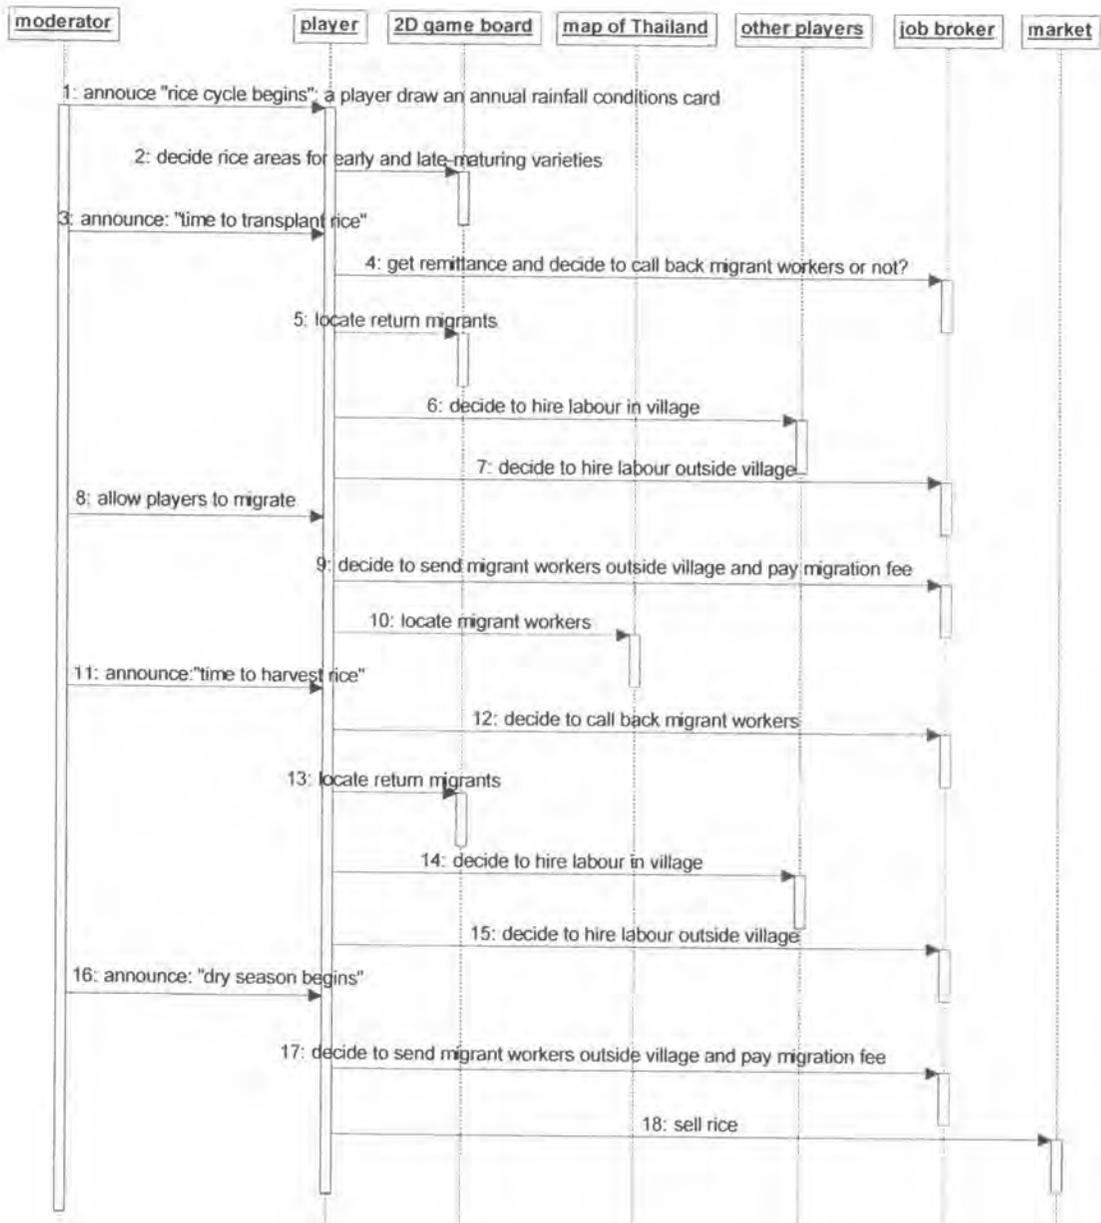 moderator
player
2D game board
map of Thailand
other players
job broker
market
1: annouce "rice cycle begins": a player draw an annual rainfall conditions card
2: decide rice areas for early and late-maturing varieties
3: announce: "time to transplant rice"
4: get remittance and decide to call back migrant workers or not?
5: locate return migrants
6: decide to hire labour in village
7: decide to hire labour outside village
8: allow players to migrate
9: decide to send migrant workers outside village and pay migration fee
10: locate migrant workers
11: announce:"time to harvest rice"
12: decide to call back migrant workers
13: locate return migrants
14: decide to hire labour in village
15: decide to hire labour outside village
16: announce: "dry season begins"
17: decide to send migrant workers outside village and pay migration fee
18: sell rice